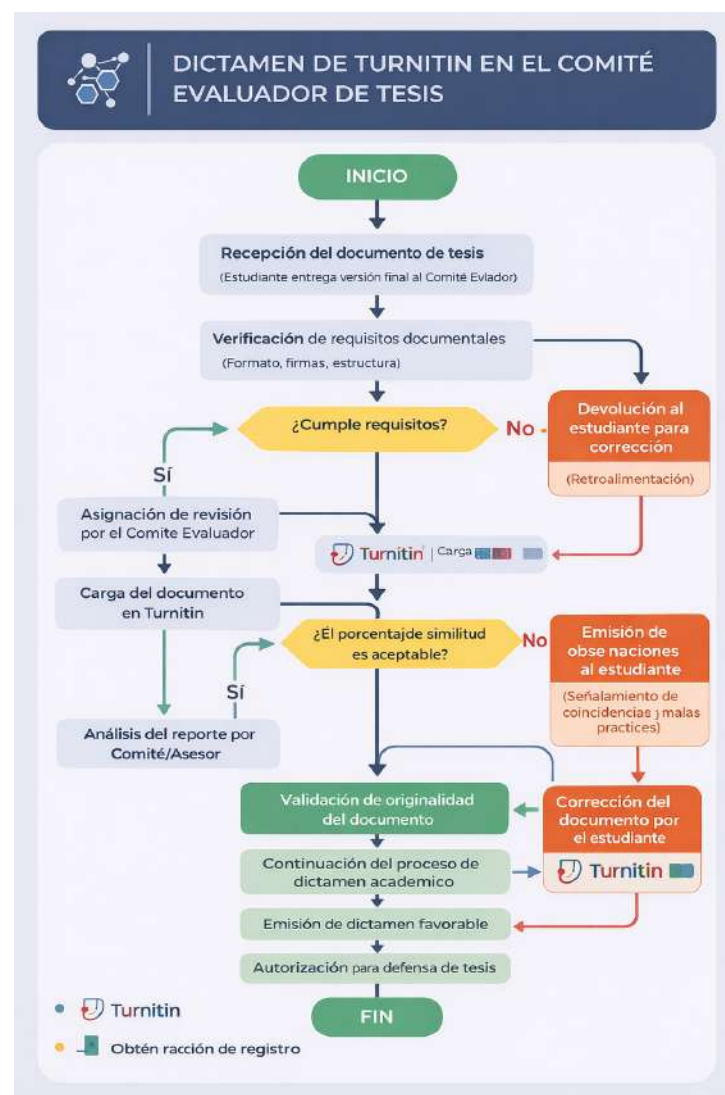 DICTAMEN DE TURNITIN EN EL COMITÉ
EVALUADOR DE TESIS
INICIO
Recepción del documento de tesis
(Estudiante entrega versión final al Comité Evlador)
Verificación de requisitos documentales
(Formato, firmas, estructura)
¿Cumple requisitos?
No
Devolución al
estudiante para
corrección
(Retroalimentación)
Sí
Asignación de revisión
por el Comite Evaluador
Turnitin | Carga
Carga del documento
en Turnitin
¿Él porcentajde similitud
es aceptable?
No
Emisión de
obse naciones
al estudiante
(Señalamiento de
coincidencias j malas
practices)
Sí
Análisis del reporte por
Comité/Asesor
Validación de originalidad
del documento
Corrección del
documento por
el estudiante
Turnitin
Continuación del proceso de
dictamen academico
Emisión de dictamen favorable
Autorización para defensa de tesis
FIN
Turnitin
Obtén racción de registro